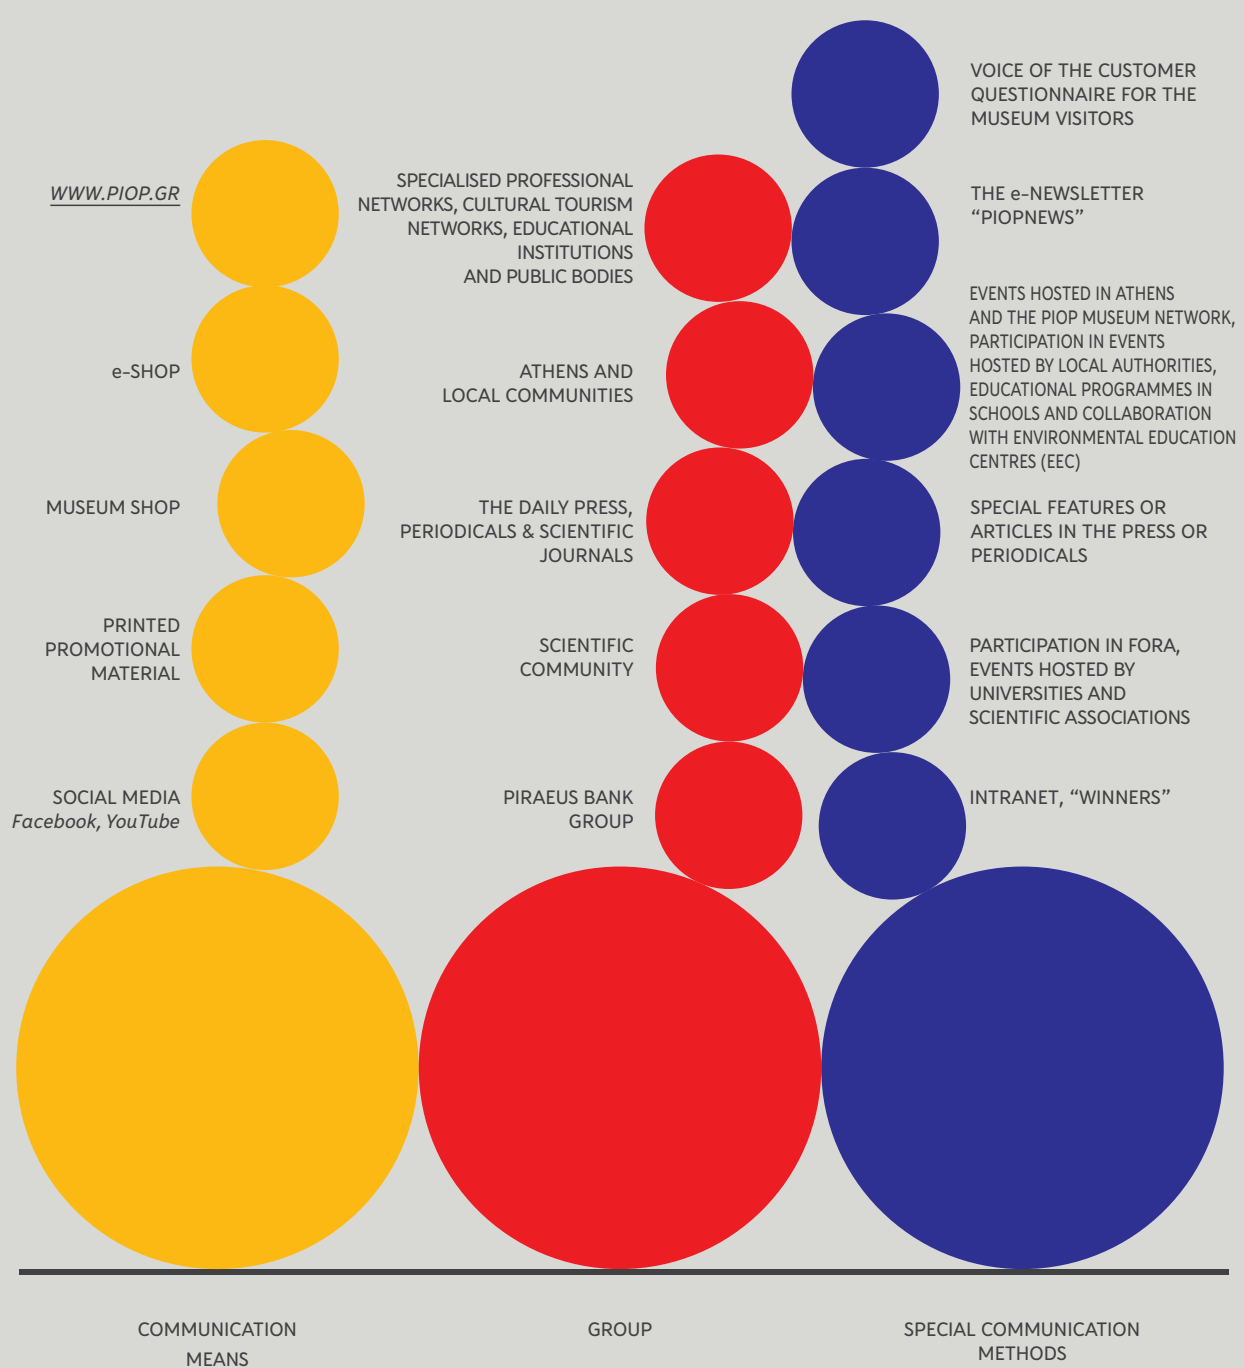 WWW.PIOP.GR
e-SHOP
MUSEUM SHOP
PRINTED
PROMOTIONAL
MATERIAL
SOCIAL MEDIA
Facebook, YouTube
COMMUNICATION
MEANS
SPECIALISED PROFESSIONAL
NETWORKS, CULTURAL TOURISM
NETWORKS, EDUCATIONAL
INSTITUTIONS
AND PUBLIC BODIES
ATHENS AND
LOCAL COMMUNITIES
THE DAILY PRESS,
PERIODICALS & SCIENTIFIC
JOURNALS
SCIENTIFIC
COMMUNITY
PIRAEUS BANK
GROUP
GROUP
VOICE OF THE CUSTOMER
QUESTIONNAIRE FOR THE
MUSEUM VISITORS
THE e-NEWSLETTER
“PIOPNEWS”
EVENTS HOSTED IN ATHENS
AND THE PIOP MUSEUM NETWORK,
PARTICIPATION IN EVENTS
HOSTED BY LOCAL AUTHORITIES,
EDUCATIONAL PROGRAMMES IN
SCHOOLS AND COLLABORATION
WITH ENVIRONMENTAL EDUCATION
CENTRES (EEC)
SPECIAL FEATURES OR
ARTICLES IN THE PRESS OR
PERIODICALS
PARTICIPATION IN FORA,
EVENTS HOSTED BY
UNIVERSITIES AND
SCIENTIFIC ASSOCIATIONS
INTRANET, “WINNERS”
SPECIAL COMMUNICATION
METHODS